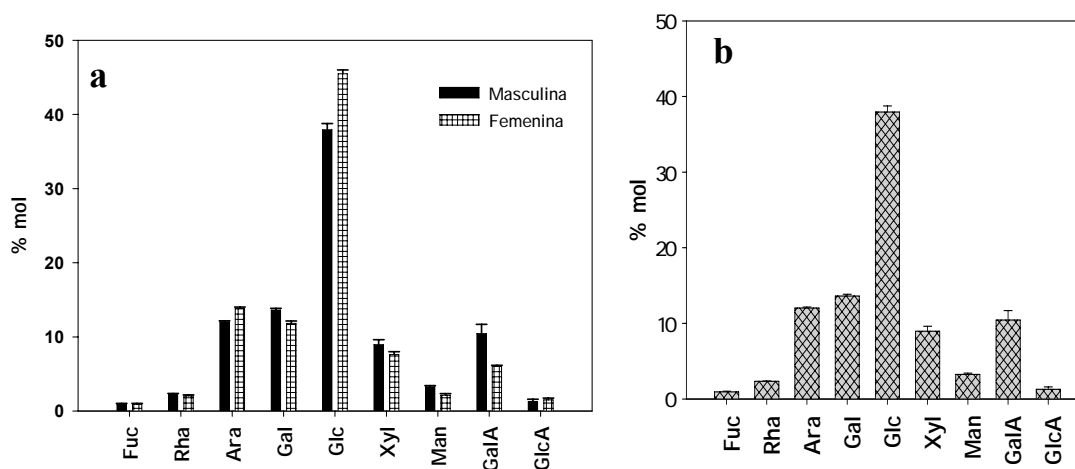 a
50
40
30
20
10
0
% mol
Masculina
Femenina
Fuc
Rha
Ara
Gal
Glc
Xyl
Man
GalA
GlcA
b
50
40
30
20
10
0
% mol
Fuc
Rha
Ara
Gal
Glc
Xyl
Man
GalA
GlcA